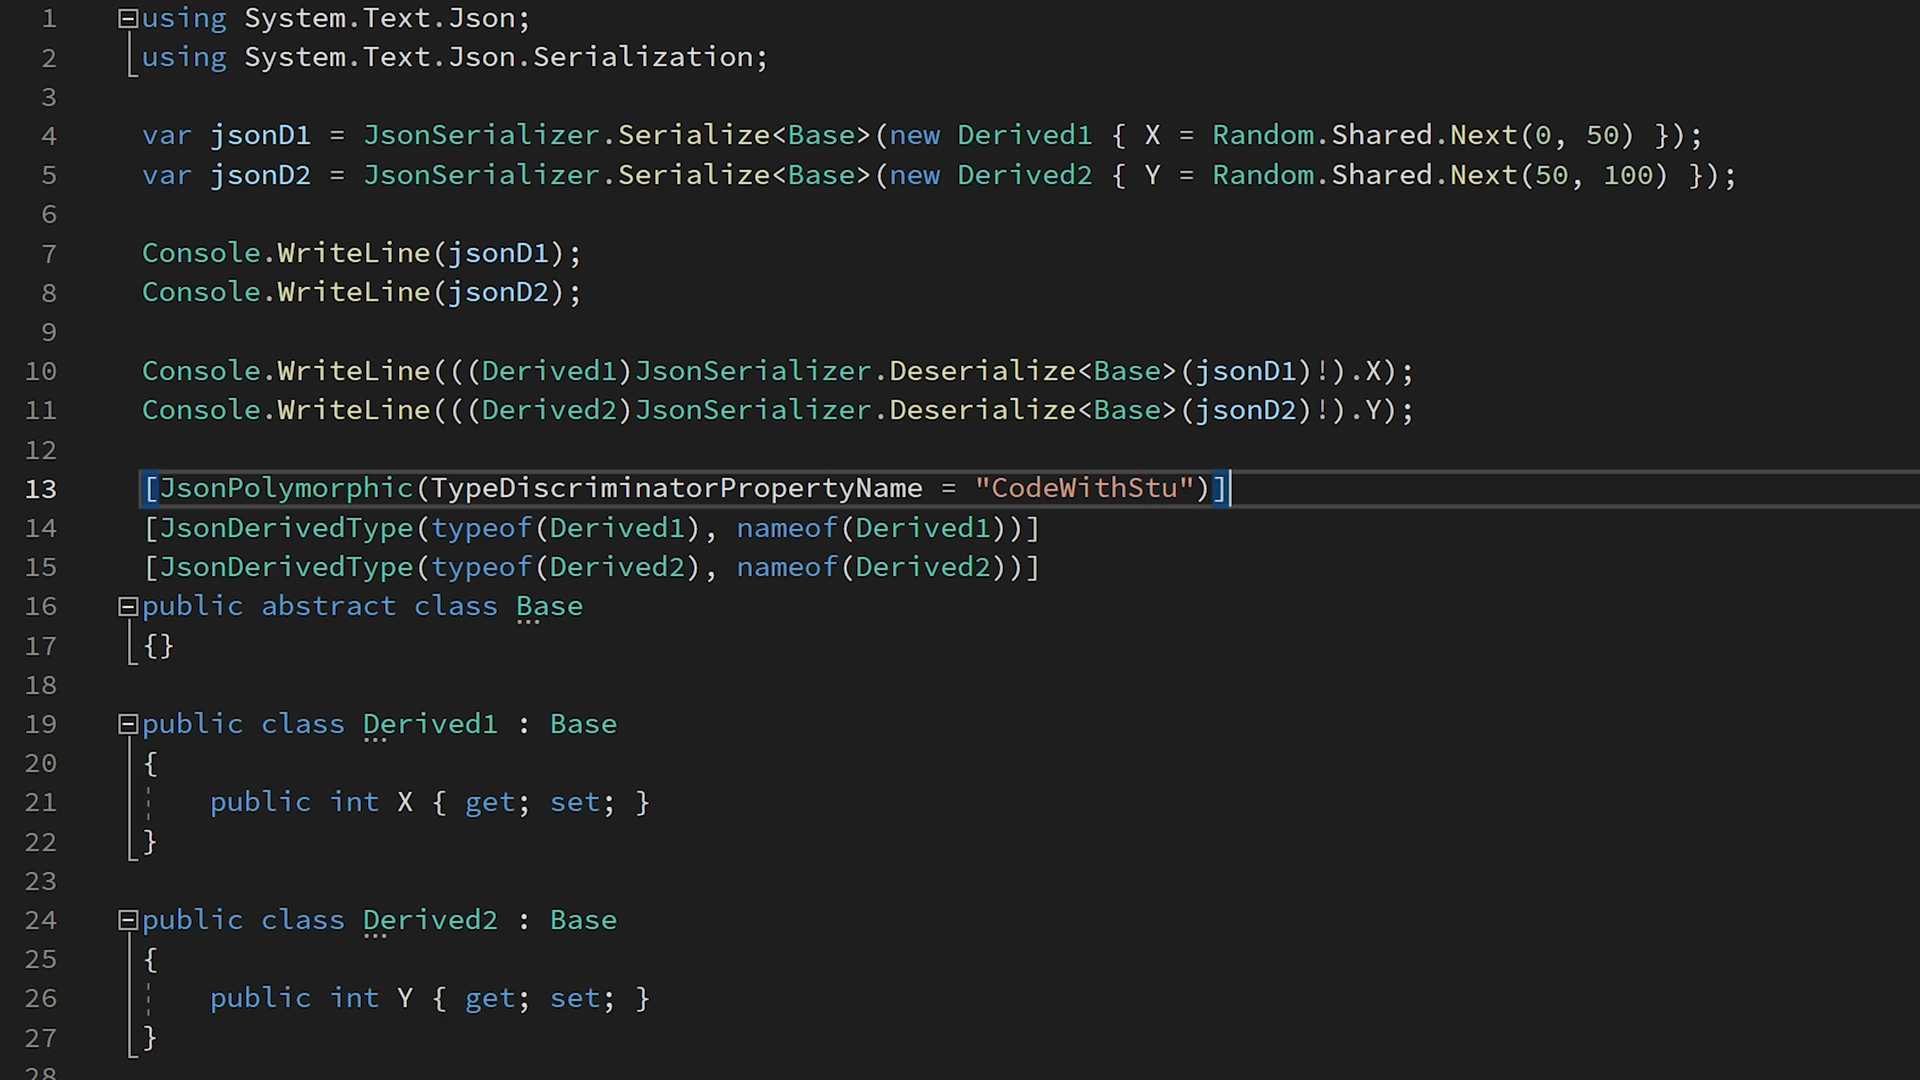 1 using System.Text.Json;
2 using System.Text.Json.Serialization;
3
4 var jsonD1 = JsonSerializer.Serialize<Base>(new Derived1 { X = Random.Shared.Next(0, 50) });
5 var jsonD2 = JsonSerializer.Serialize<Base>(new Derived2 { Y = Random.Shared.Next(50, 100) });
6
7 Console.WriteLine(jsonD1);
8 Console.WriteLine(jsonD2);
9
10 Console.WriteLine(((Derived1)JsonSerializer.Deserialize<Base>(jsonD1)!).X);
11 Console.WriteLine(((Derived2)JsonSerializer.Deserialize<Base>(jsonD2)!).Y);
12
13 [JsonPolymorphic(TypeDiscriminatorPropertyName = "CodeWithStu")]
14 [JsonDerivedType(typeof(Derived1), nameof(Derived1))]
15 [JsonDerivedType(typeof(Derived2), nameof(Derived2))]
16 public abstract class Base
17 {}
18
19 public class Derived1 : Base
20 {
21     public int X { get; set; }
22 }
23
24 public class Derived2 : Base
25 {
26     public int Y { get; set; }
27 }
28